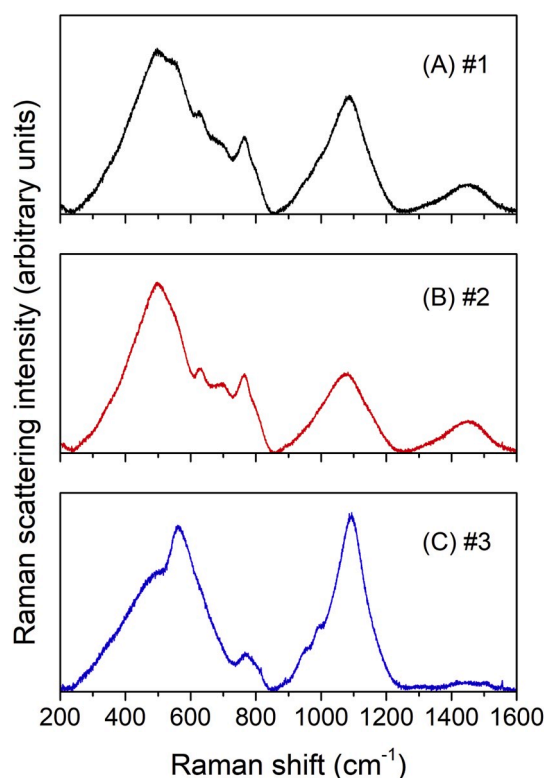 (A) #1
(B) #2
(C) #3
Raman scattering intensity (arbitrary units)
200 400 600 800 1000 1200 1400 1600
Raman shift (cm⁻¹)